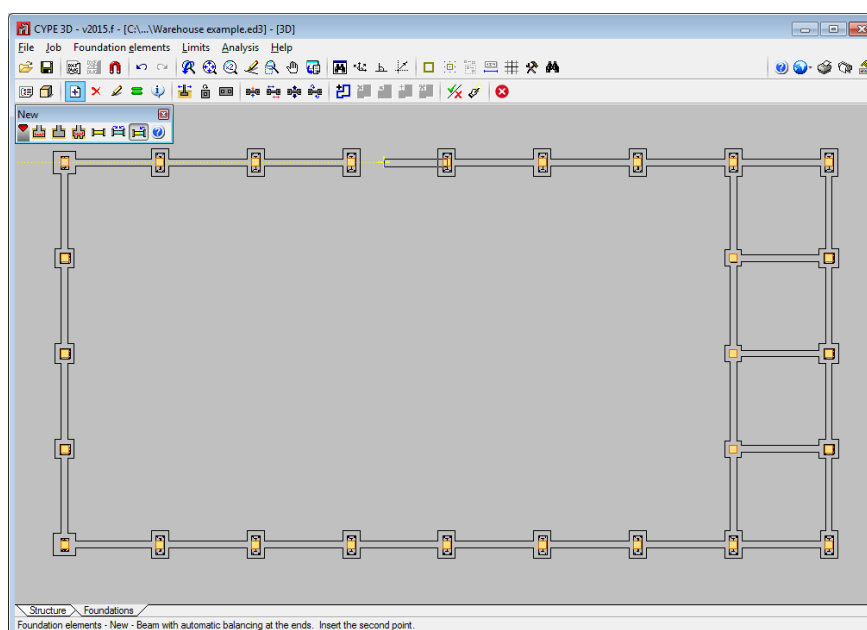 CYPE 3D - v2015.f - [C:\...\Warehouse example.ed3] - [3D]
File Job Foundation elements Limits Analysis Help
New
Structure Foundations
Foundation elements - New - Beam with automatic balancing at the ends. Insert the second point.